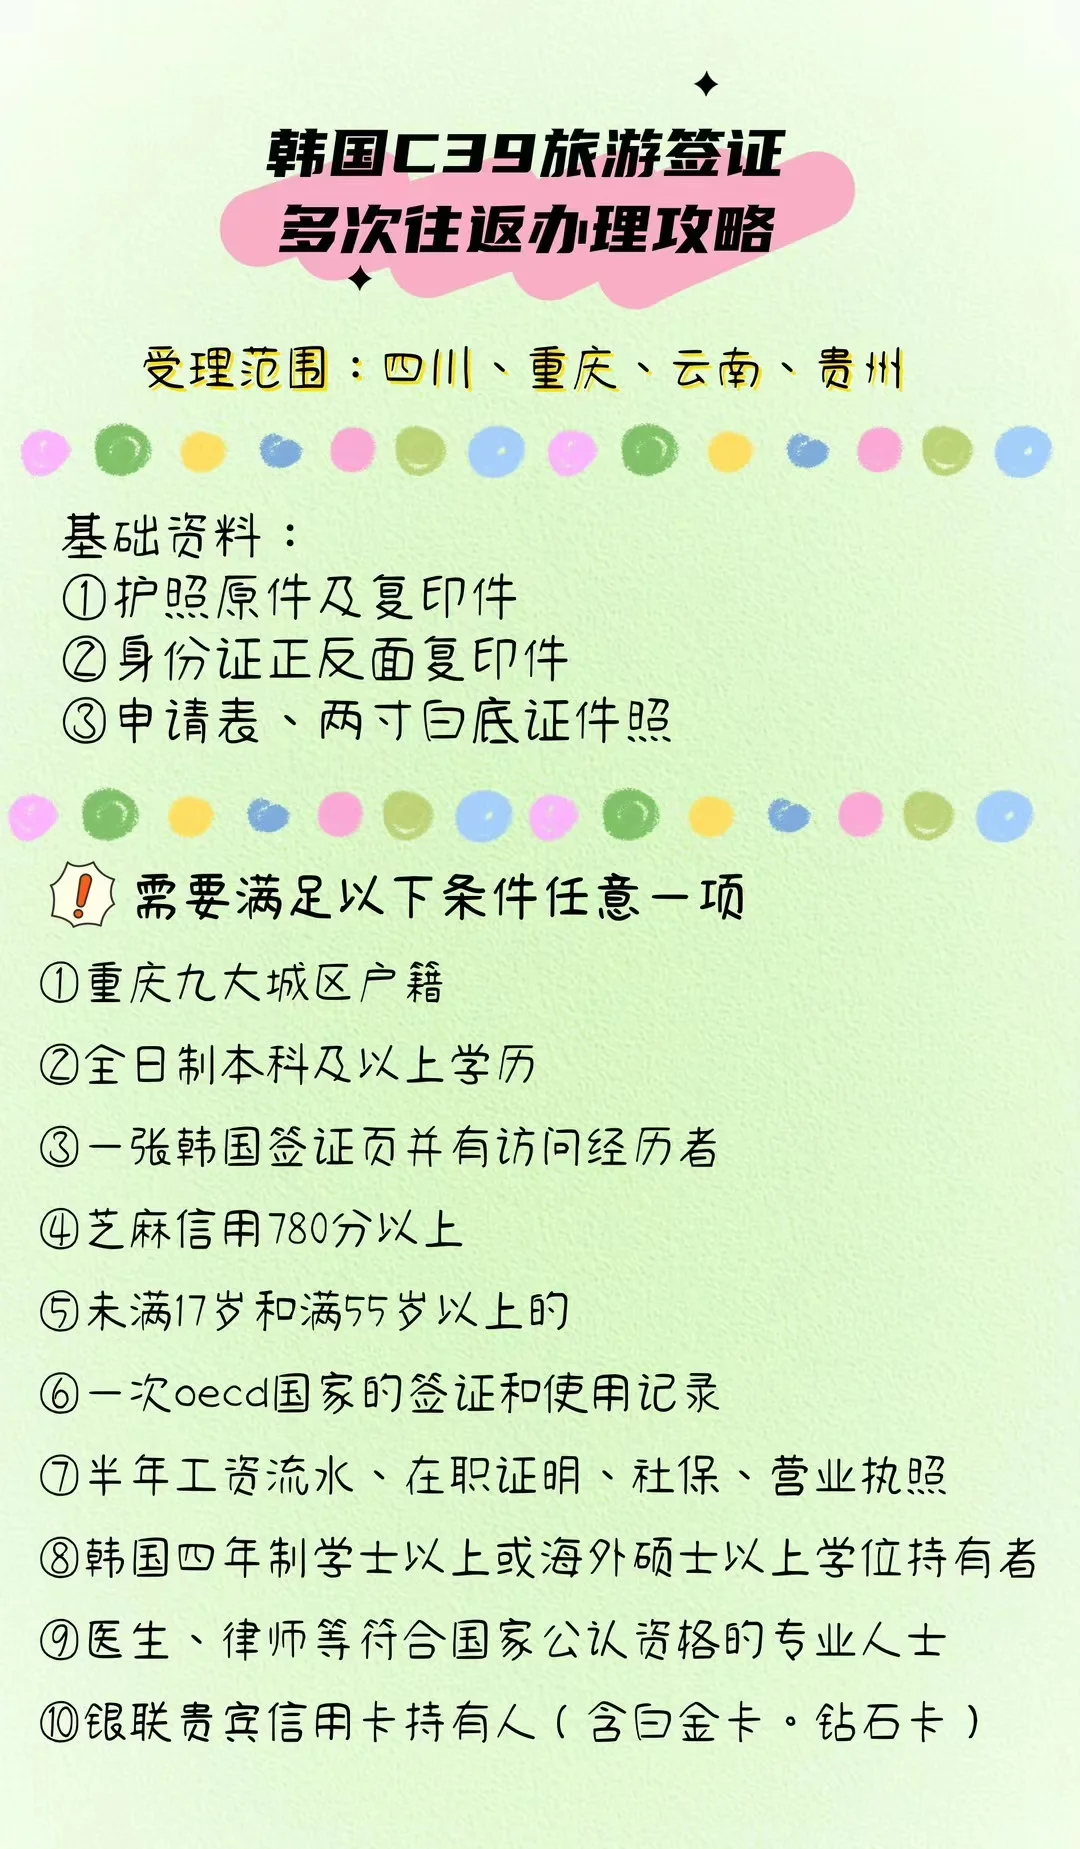 韩国C39旅游签证
多次往返办理攻略
受理范围：四川、重庆、云南、贵州
基础资料：
①护照原件及复印件
②身份证正反面复印件
③申请表、两寸白底证件照
需要满足以下条件任意一项
①重庆九大城区户籍
②全日制本科及以上学历
③一张韩国签证页并有访问经历者
④芝麻信用780分以上
⑤未满17岁和满55岁以上的
⑥一次oecd国家的签证和使用记录
⑦半年工资流水、在职证明、社保、营业执照
⑧韩国四年制学士以上或海外硕士以上学位持有者
⑨医生、律师等符合国家公认资格的专业人士
⑩银联贵宾信用卡持有人（含白金卡。钻石卡）